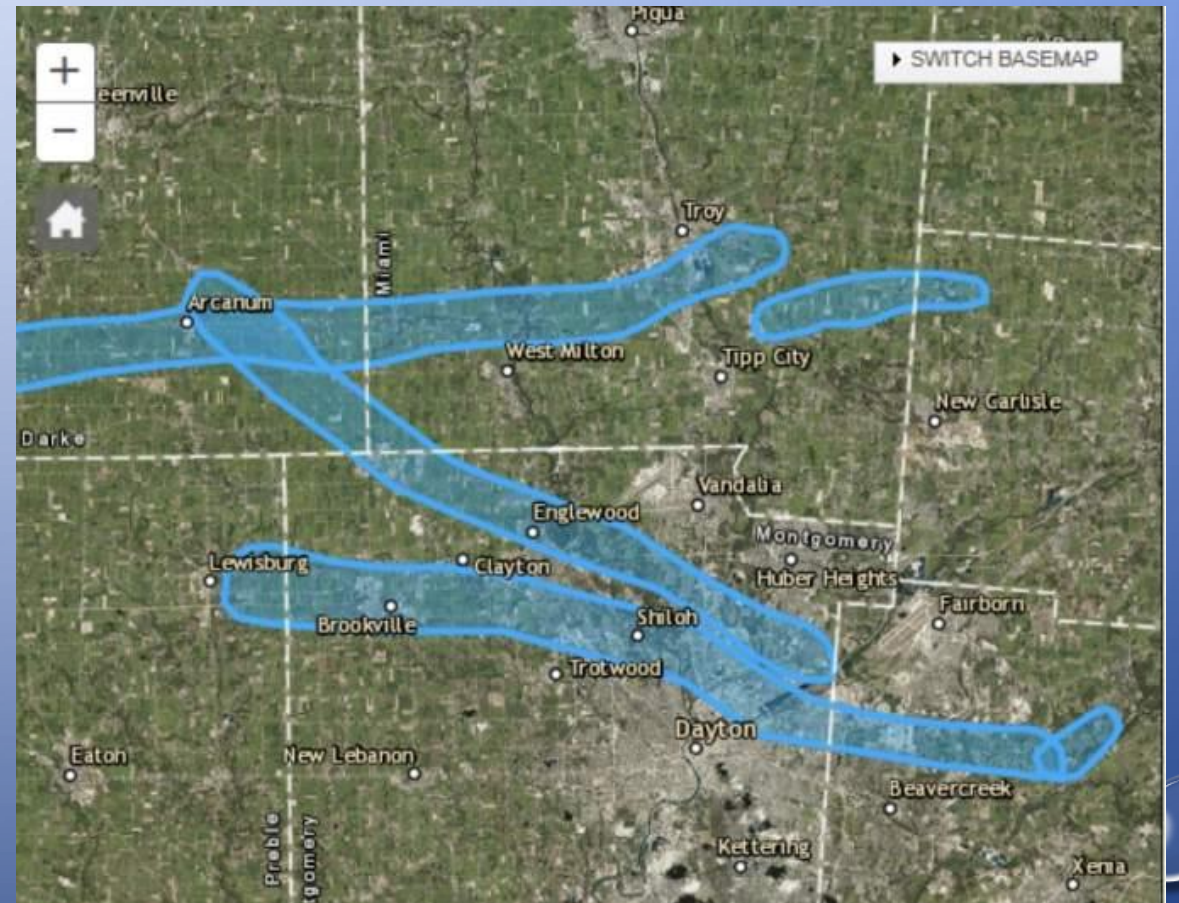 Piqua
+
SWITCH BASEMAP
eenville
−
Troy
Miami
Arcanum
West Milton
Tipp City
New Carlisle
Darke
Vandalia
Englewood
Montgomery
Lewisburg
Clayton
Huber Heights
Fairborn
Brookville
Shiloh
Trotwood
Dayton
Eaton
New Lebanon
Beavercreek
Preble
gomery
Kettering
Xenia